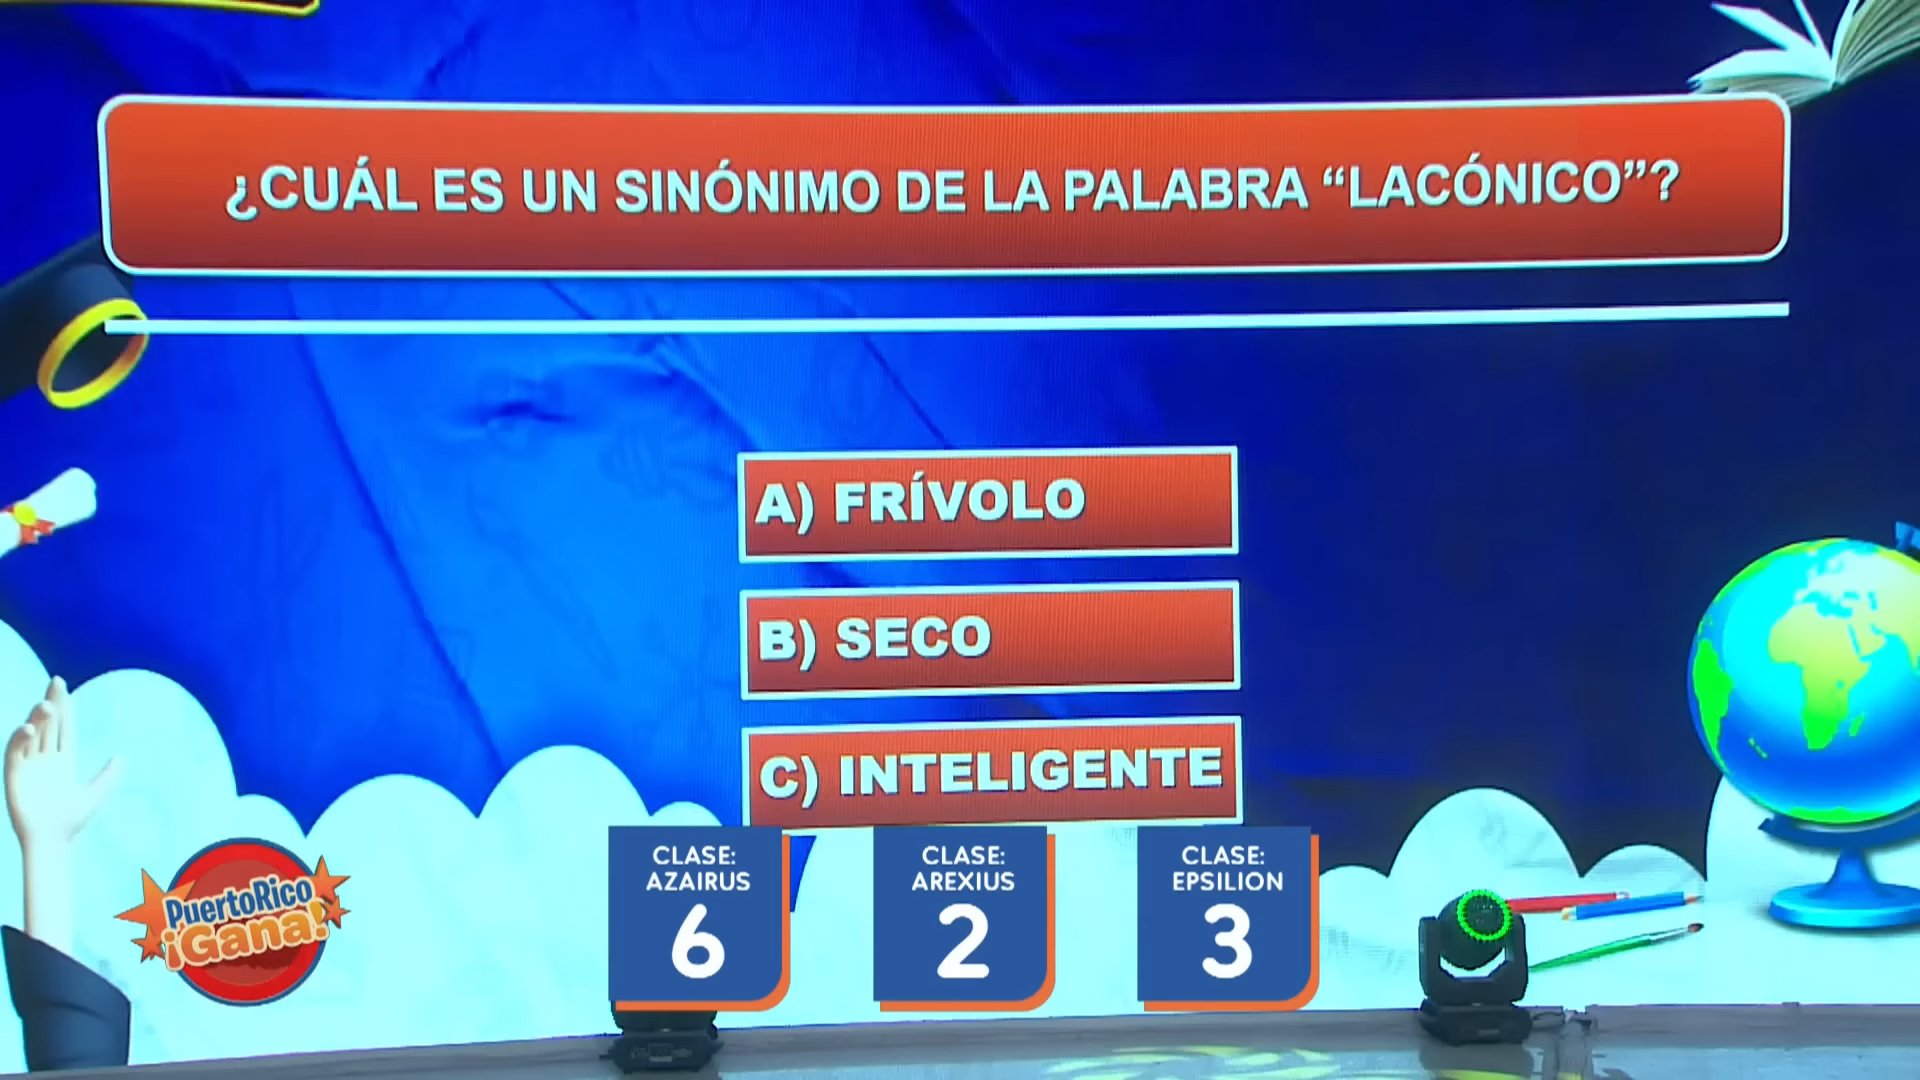 ¿CUÁL ES UN SINÓNIMO DE LA PALABRA “LACÓNICO”?
A) FRÍVOLO
B) SECO
C) INTELIGENTE
CLASE:
AZAIRUS
6
CLASE:
AREXIUS
2
CLASE:
EPSILION
3
PuertoRico
¡Gana!